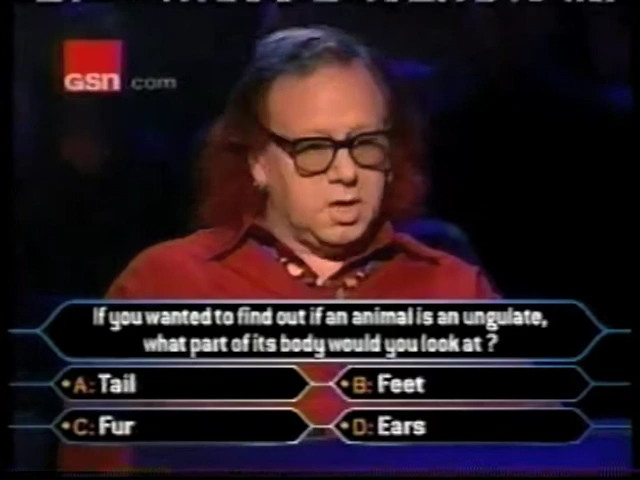 GSN.com
If you wanted to find out if an animal is an ungulate,
what part of its body would you look at ?
•A: Tail
•B: Feet
•C: Fur
•D: Ears